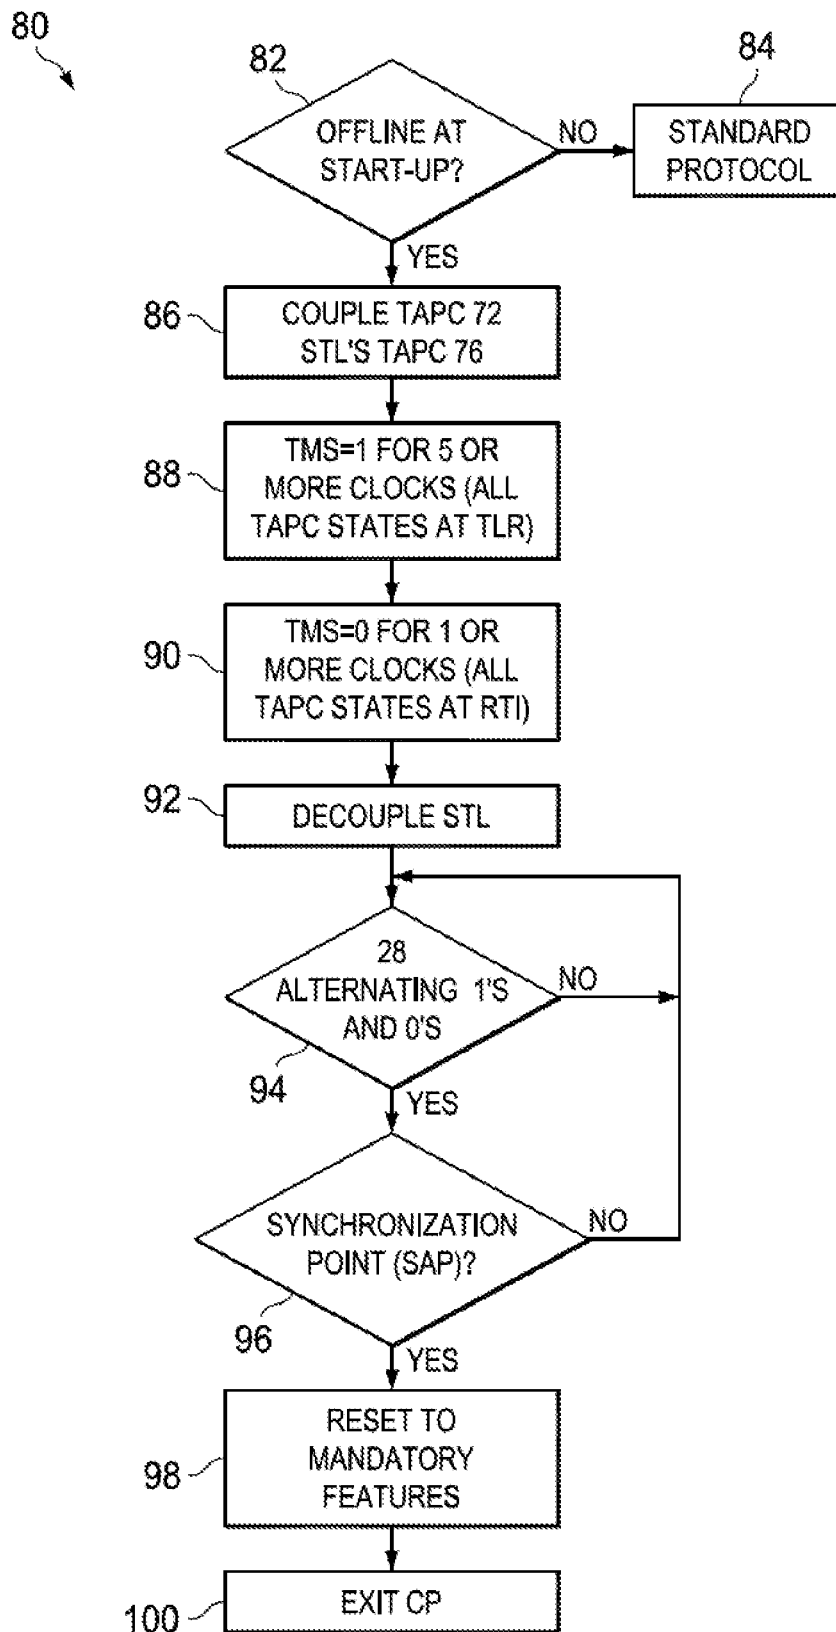 80
82
84
OFFLINE AT
START-UP?
NO
STANDARD
PROTOCOL
YES
86
COUPLE TAPC 72
STL'S TAPC 76
88
TMS=1 FOR 5 OR
MORE CLOCKS (ALL
TAPC STATES AT TLR)
90
TMS=0 FOR 1 OR
MORE CLOCKS (ALL
TAPC STATES AT RTI)
92
DECOUPLE STL
28
ALTERNATING 1'S
AND 0'S
NO
94
YES
SYNCHRONIZATION
POINT (SAP)?
NO
96
YES
98
RESET TO
MANDATORY
FEATURES
100
EXIT CP